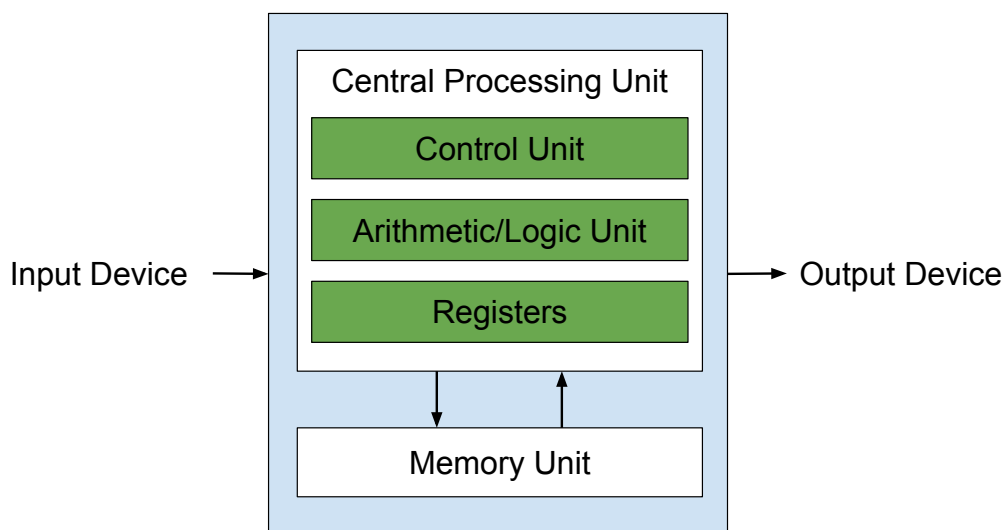 Central Processing Unit
Control Unit
Arithmetic/Logic Unit
Input Device
Output Device
Registers
Memory Unit